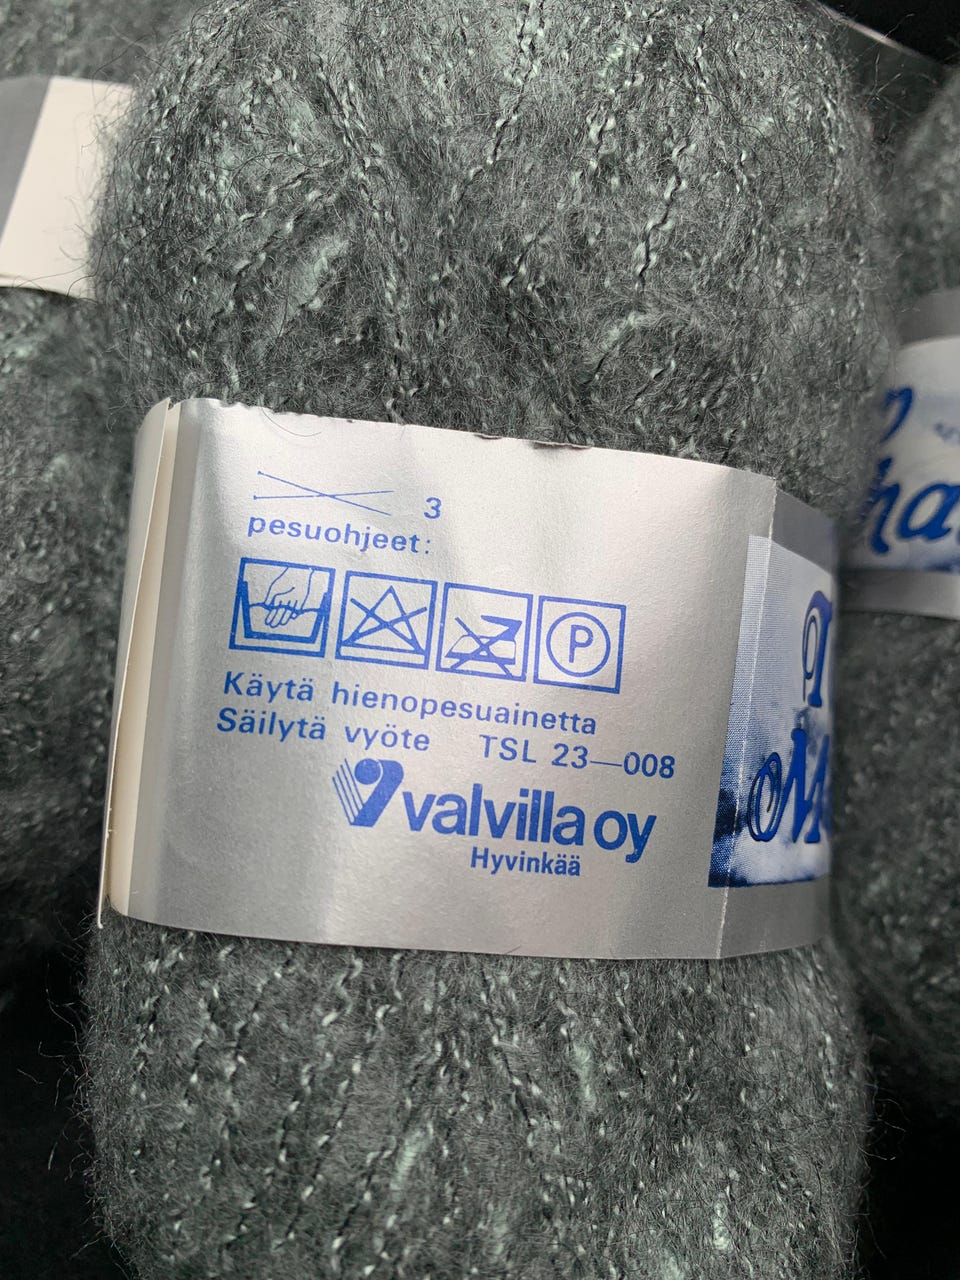 3
pesuohjeet:
P
Käytä hienopesuainetta
Säilytä vyöte TSL 23—008
valvilla oy
Hyvinkää